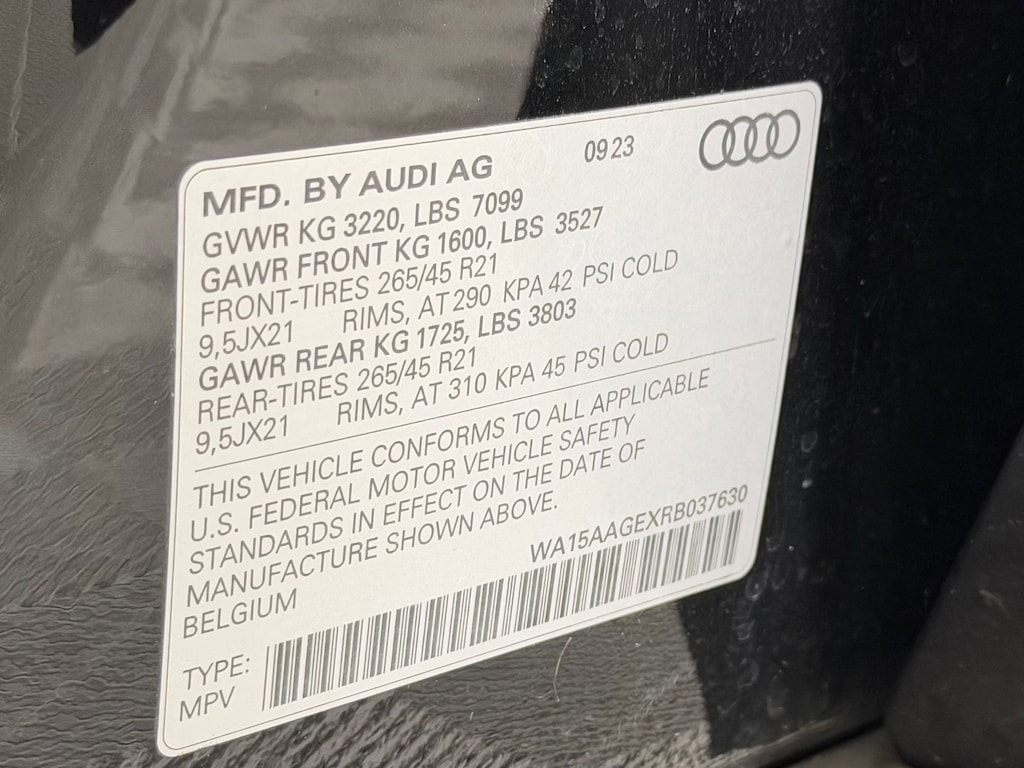 MFD. BY AUDI AG 09 23
GVWR KG 3220, LBS 7099
GAWR FRONT KG 1600, LBS 3527
FRONT-TIRES 265/45 R21
9,5JX21 RIMS, AT 290 KPA 42 PSI COLD
GAWR REAR KG 1725, LBS 3803
REAR-TIRES 265/45 R21
9,5JX21 RIMS, AT 310 KPA 45 PSI COLD
THIS VEHICLE CONFORMS TO ALL APPLICABLE
U.S. FEDERAL MOTOR VEHICLE SAFETY
STANDARDS IN EFFECT ON THE DATE OF
MANUFACTURE SHOWN ABOVE.
BELGIUM WA15AAGEXRB037630
TYPE:
MPV